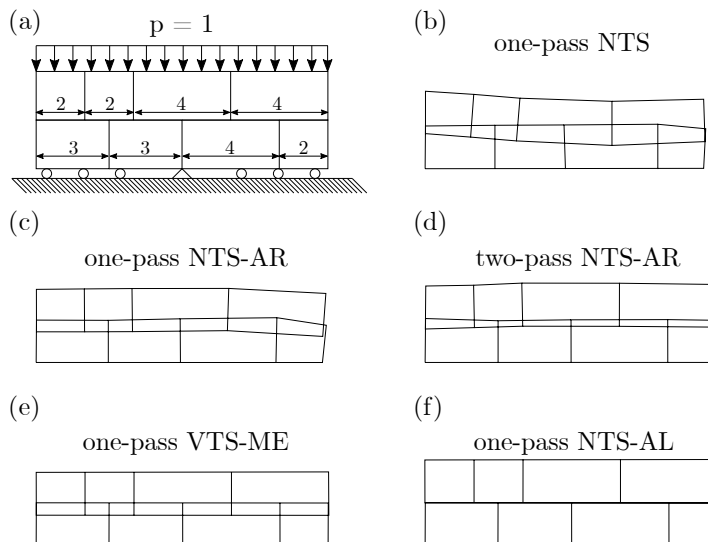 (a)
p = 1
2 2 4 4
3 3 4 2
(b)
one-pass NTS
(c)
one-pass NTS-AR
(d)
two-pass NTS-AR
(e)
one-pass VTS-ME
(f)
one-pass NTS-AL